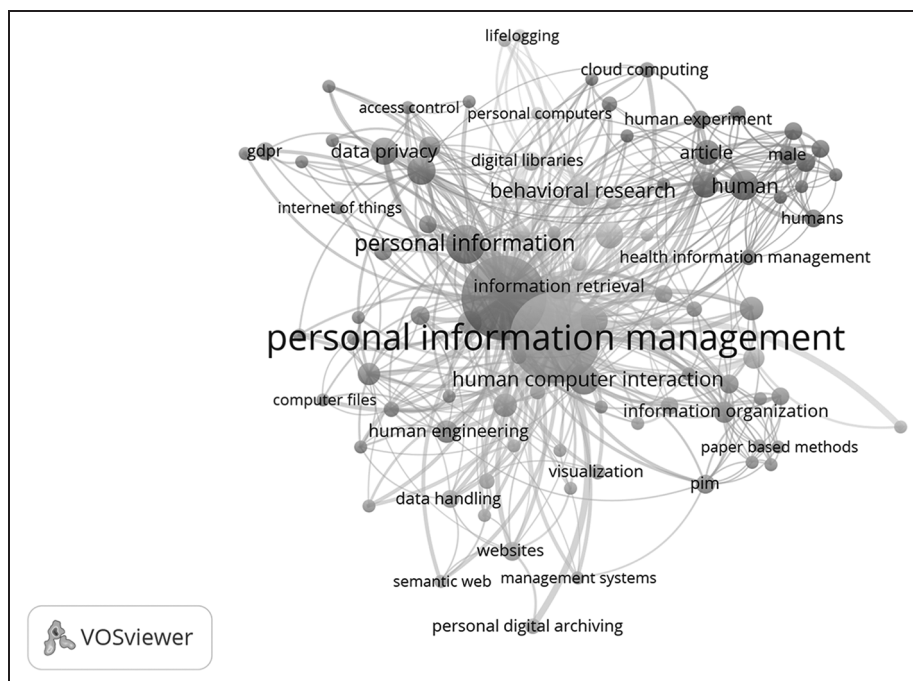 lifelogging
cloud computing
access control
personal computers
human experiment
gdpr
data privacy
digital libraries
article
male
behavioral research
human
internet of things
humans
personal information
health information management
information retrieval
personal information management
human computer interaction
computer files
information organization
human engineering
paper based methods
visualization
pim
data handling
websites
semantic web
management systems
personal digital archiving
VOSviewer